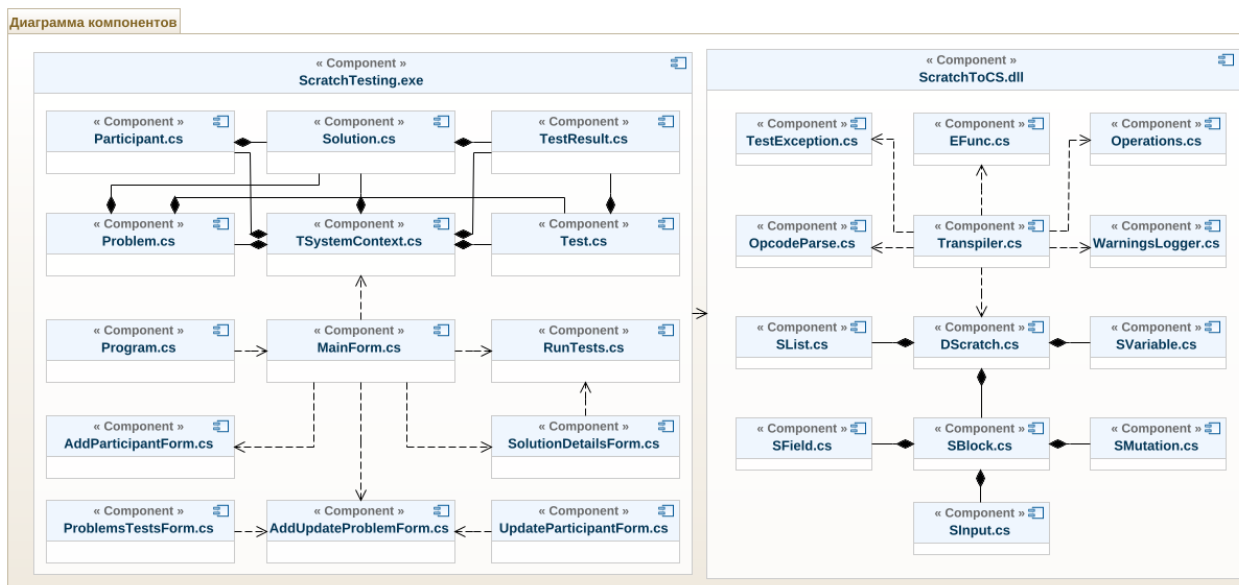 Диаграмма компонентов
« Component »
ScratchTesting.exe
« Component »
Participant.cs
« Component »
Solution.cs
« Component »
TestResult.cs
« Component »
Problem.cs
« Component »
TSystemContext.cs
« Component »
Test.cs
« Component »
Program.cs
« Component »
MainForm.cs
« Component »
RunTests.cs
« Component »
AddParticipantForm.cs
« Component »
SolutionDetailsForm.cs
« Component »
ProblemsTestsForm.cs
« Component »
AddUpdateProblemForm.cs
« Component »
UpdateParticipantForm.cs
« Component »
ScratchToCS.dll
« Component »
TestException.cs
« Component »
EFunc.cs
« Component »
Operations.cs
« Component »
OpcodeParse.cs
« Component »
Transpiler.cs
« Component »
WarningsLogger.cs
« Component »
SList.cs
« Component »
DScratch.cs
« Component »
SVariable.cs
« Component »
SField.cs
« Component »
SBlock.cs
« Component »
SMutation.cs
« Component »
SInput.cs